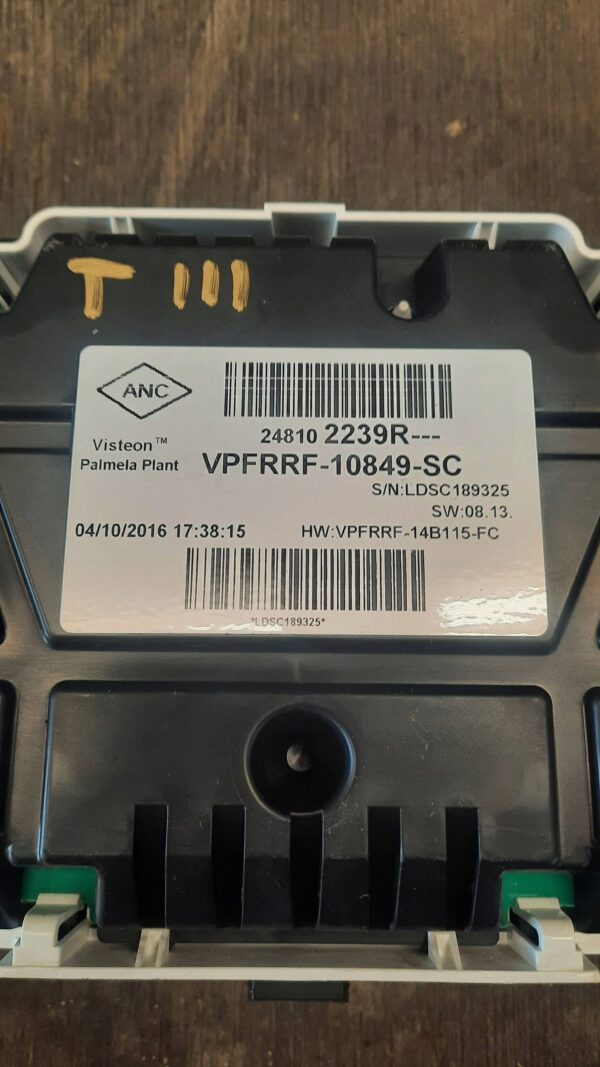 T III
ANC
24810 2239R---
Visteon™
Palmela Plant
VPFRRF-10849-SC
S/N:LDSC189325
SW:08.13.
04/10/2016 17:38:15
HW:VPFRRF-14B115-FC
*LDSC189325*